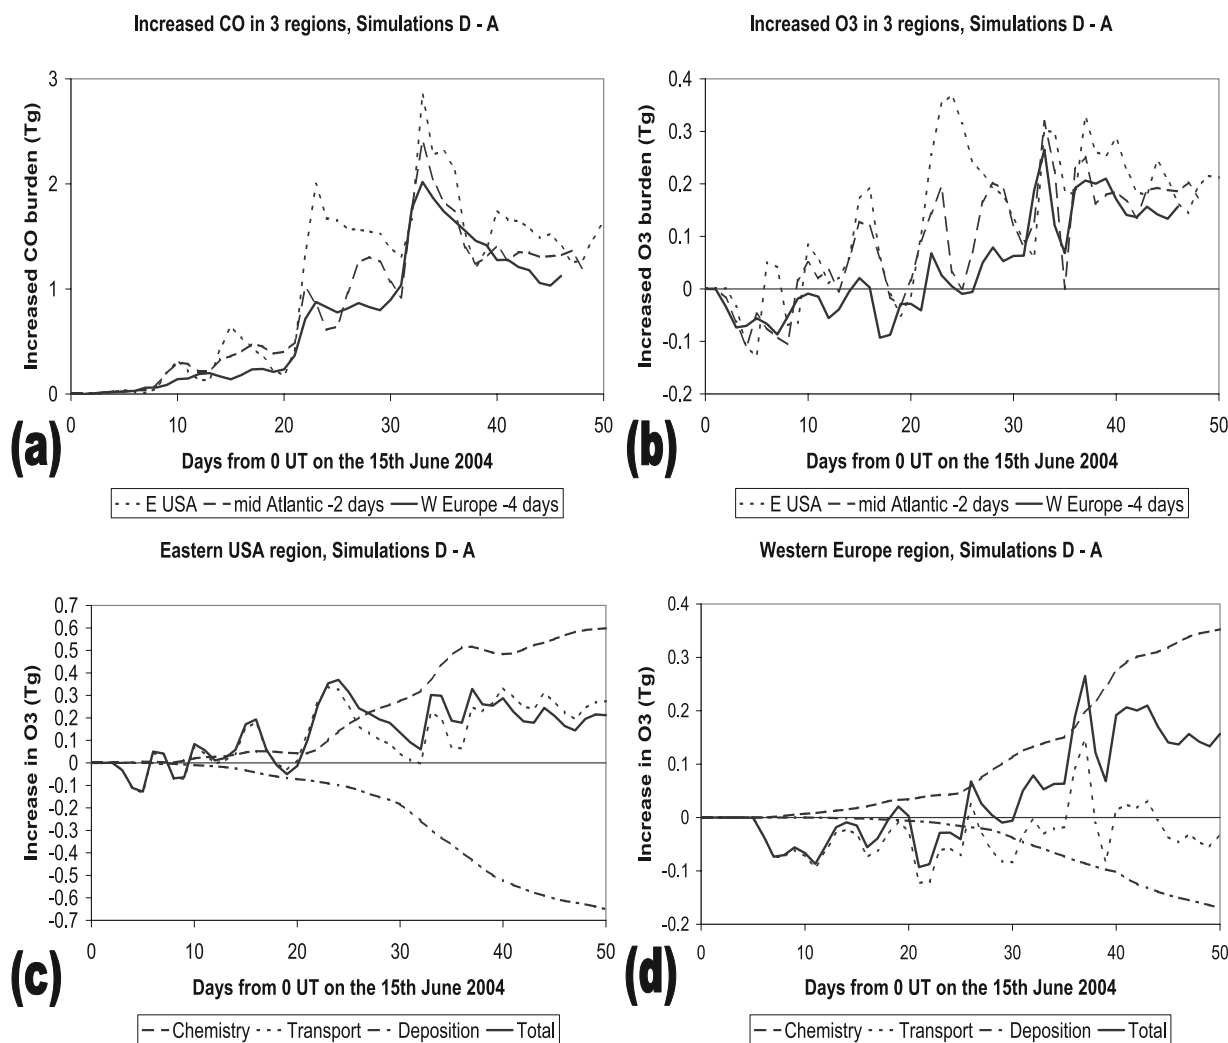 Increased CO in 3 regions, Simulations D - A
Increased CO burden (Tg)
3
2
1
0
0 10 20 30 40 50
(a)
Days from 0 UT on the 15th June 2004
E USA mid Atlantic -2 days W Europe -4 days
Increased O3 in 3 regions, Simulations D - A
Increased O3 burden (Tg)
0.4
0.3
0.2
0.1
0
-0.1
-0.2
0 10 20 30 40 50
(b)
Days from 0 UT on the 15th June 2004
E USA mid Atlantic -2 days W Europe -4 days
Eastern USA region, Simulations D - A
Increase in O3 (Tg)
0.7
0.6
0.5
0.4
0.3
0.2
0.1
0
-0.1
-0.2
-0.3
-0.4
-0.5
-0.6
-0.7
0 10 20 30 40 50
(c)
Days from 0 UT on the 15th June 2004
Chemistry Transport Deposition Total
Western Europe region, Simulations D - A
Increase in O3 (Tg)
0.4
0.3
0.2
0.1
0
-0.1
-0.2
0 10 20 30 40 50
(d)
Days from 0 UT on the 15th June 2004
Chemistry Transport Deposition Total